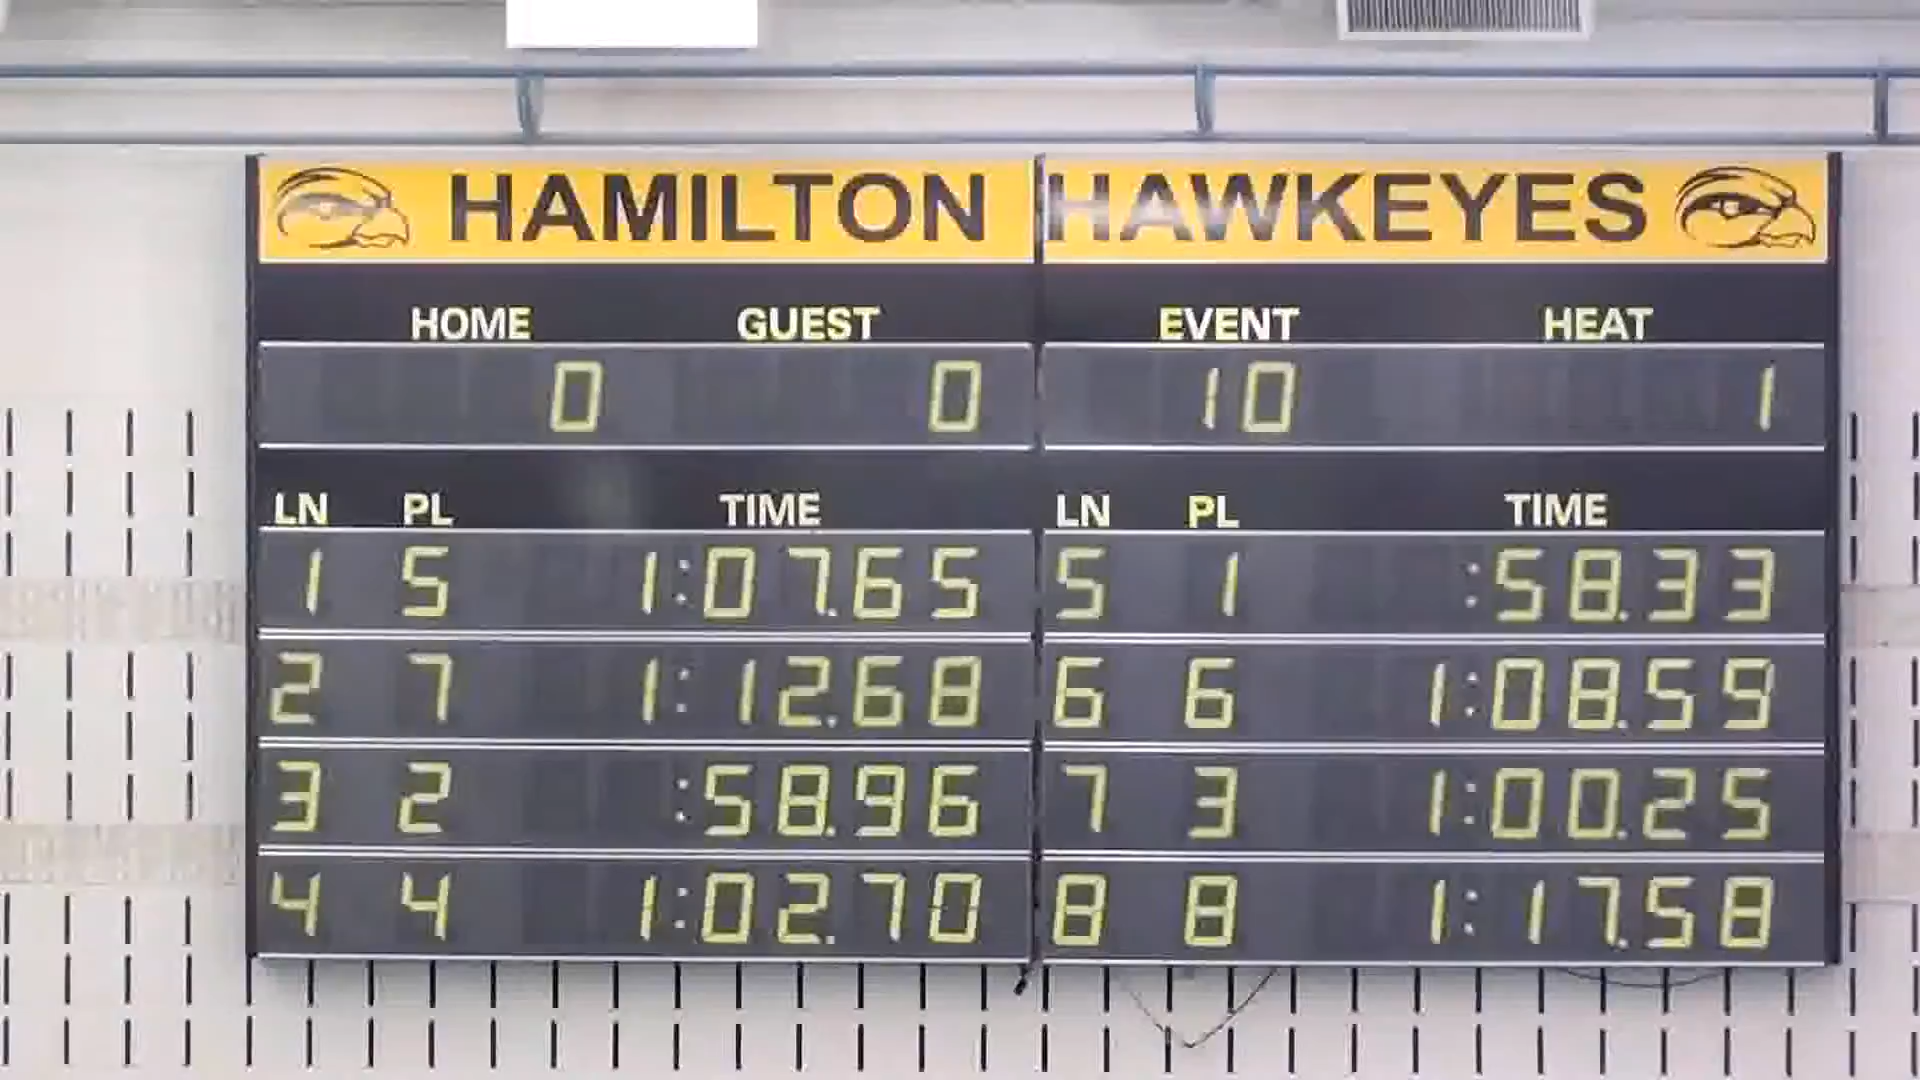 HAMILTON HAWKEYES
HOME GUEST EVENT HEAT
0 0 10 1
LN PL TIME LN PL TIME
1 5 1:07.65 5 1 :58.33
2 7 1:12.68 6 6 1:08.59
3 2 :58.96 7 3 1:00.25
4 4 1:02.70 8 8 1:17.58